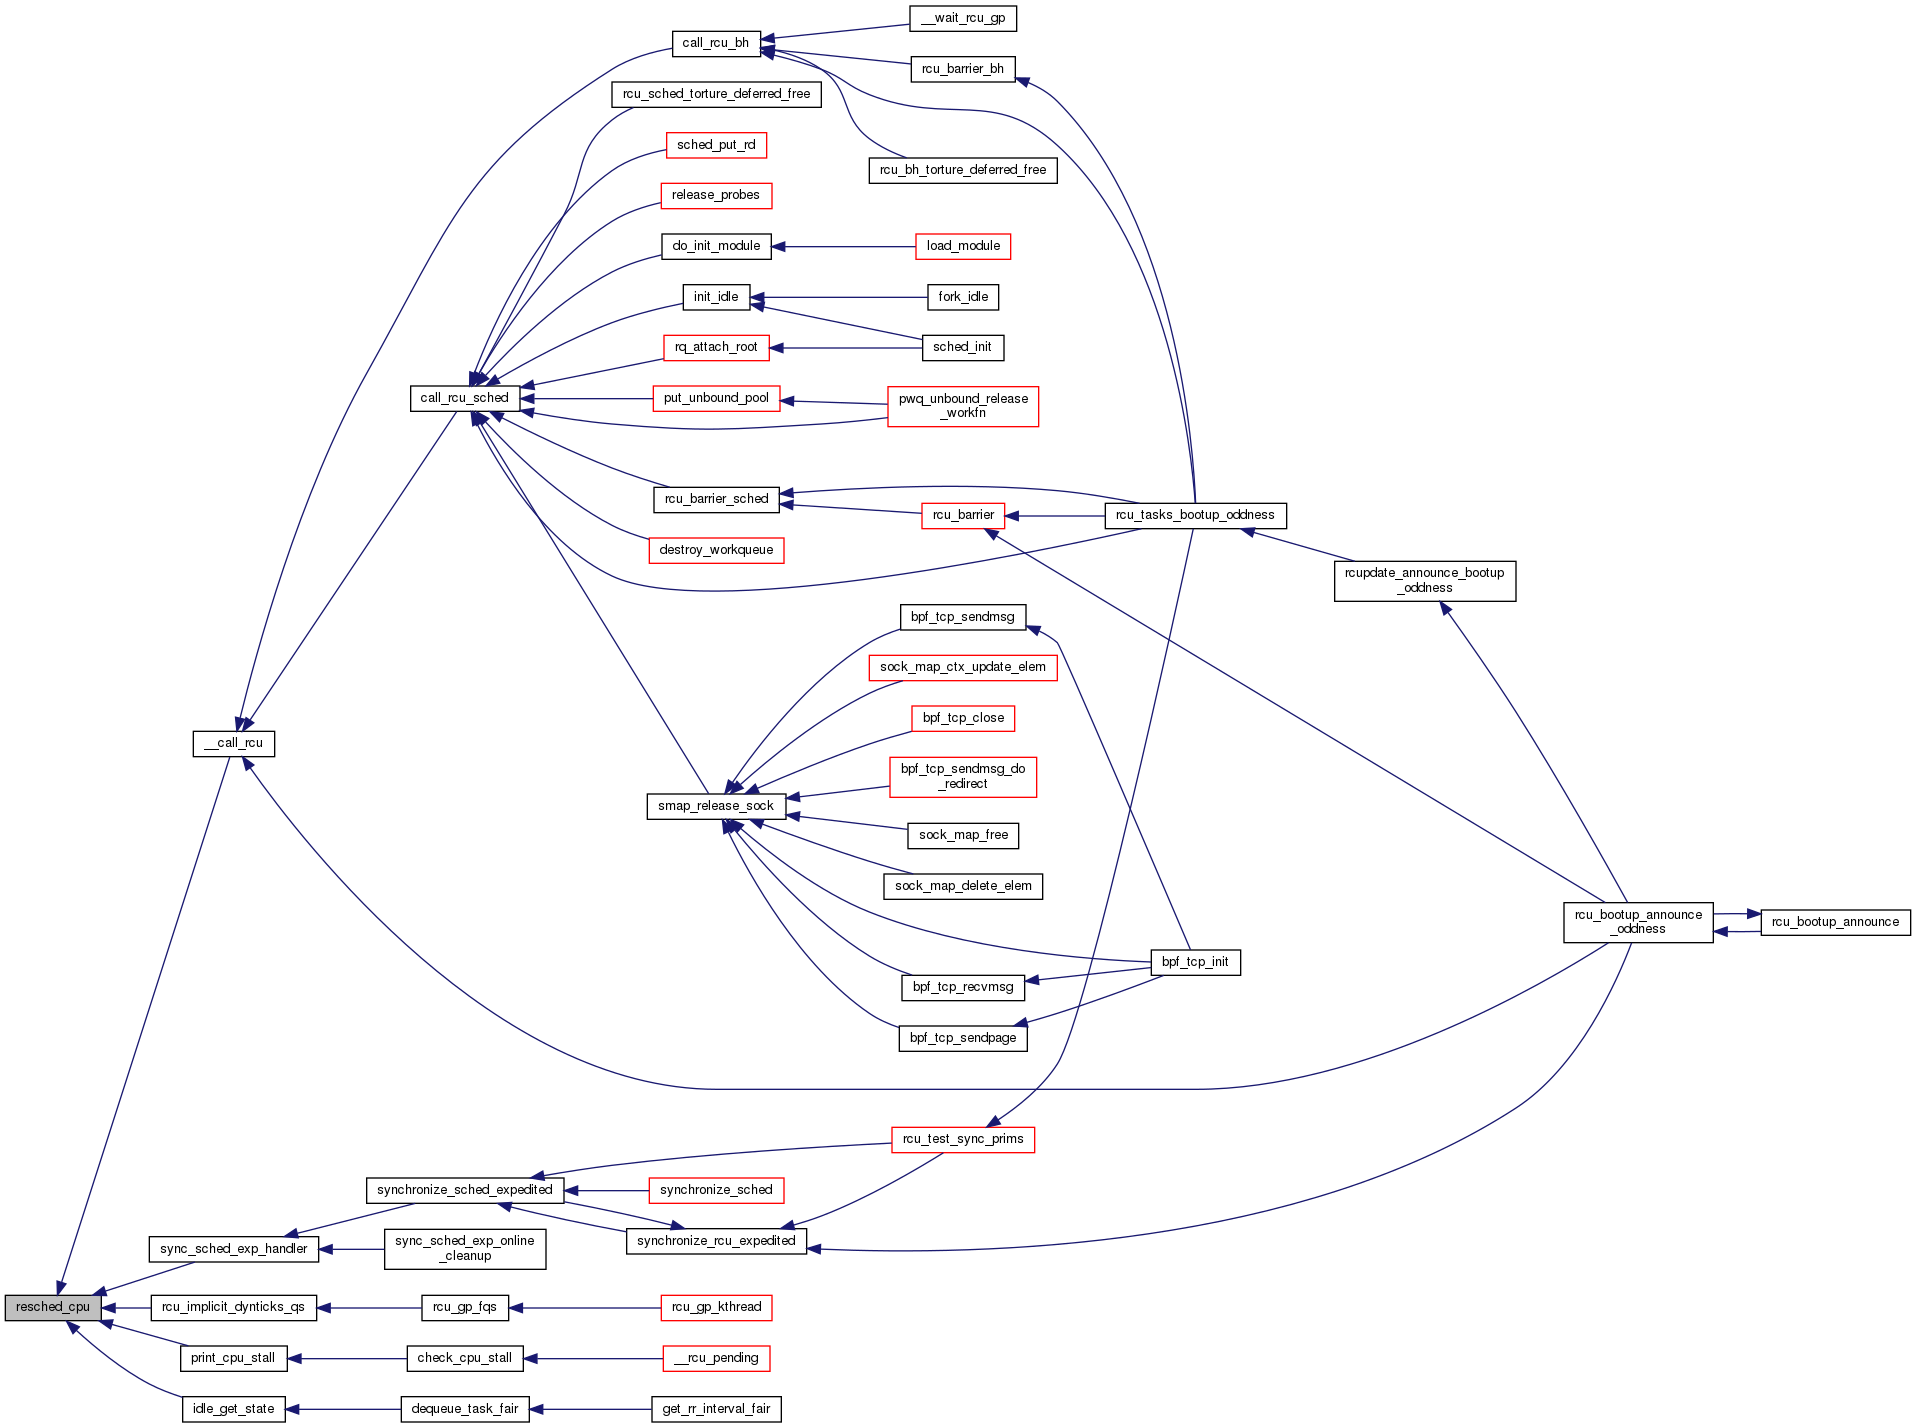 __wait_rcu_gp
call_rcu_bh
rcu_barrier_bh
rcu_sched_torture_deferred_free
sched_put_rd
rcu_bh_torture_deferred_free
release_probes
do_init_module
load_module
init_idle
fork_idle
rq_attach_root
sched_init
call_rcu_sched
put_unbound_pool
pwq_unbound_release
_workfn
rcu_barrier_sched
rcu_barrier
rcu_tasks_bootup_oddness
destroy_workqueue
rcupdate_announce_bootup
_oddness
bpf_tcp_sendmsg
sock_map_ctx_update_elem
bpf_tcp_close
__call_rcu
bpf_tcp_sendmsg_do
_redirect
smap_release_sock
sock_map_free
sock_map_delete_elem
rcu_bootup_announce
_oddness
rcu_bootup_announce
bpf_tcp_init
bpf_tcp_recvmsg
bpf_tcp_sendpage
rcu_test_sync_prims
synchronize_sched_expedited
synchronize_sched
synchronize_rcu_expedited
sync_sched_exp_handler
sync_sched_exp_online
_cleanup
resched_cpu
rcu_implicit_dynticks_qs
rcu_gp_fqs
rcu_gp_kthread
print_cpu_stall
check_cpu_stall
__rcu_pending
idle_get_state
dequeue_task_fair
get_rr_interval_fair